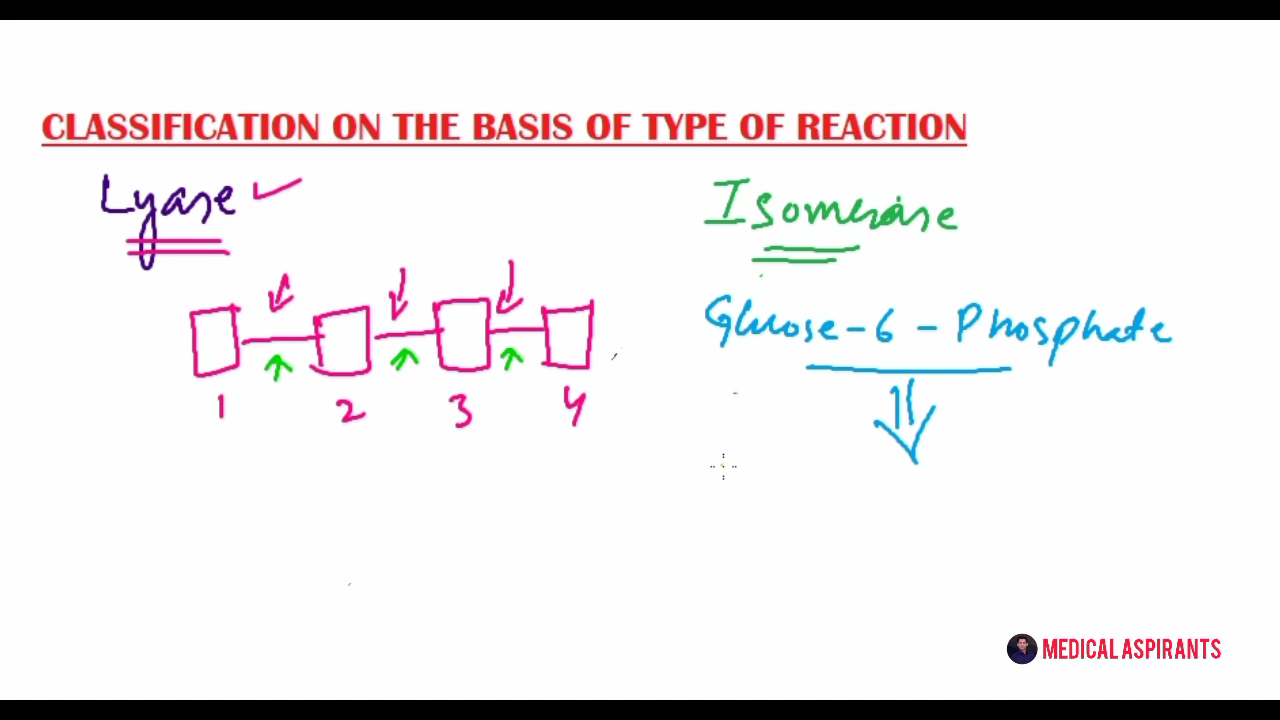 CLASSIFICATION ON THE BASIS OF TYPE OF REACTION
Lyase
1 2 3 4
Isomerase
Glucose-6-Phosphate
MEDICAL ASPIRANTS